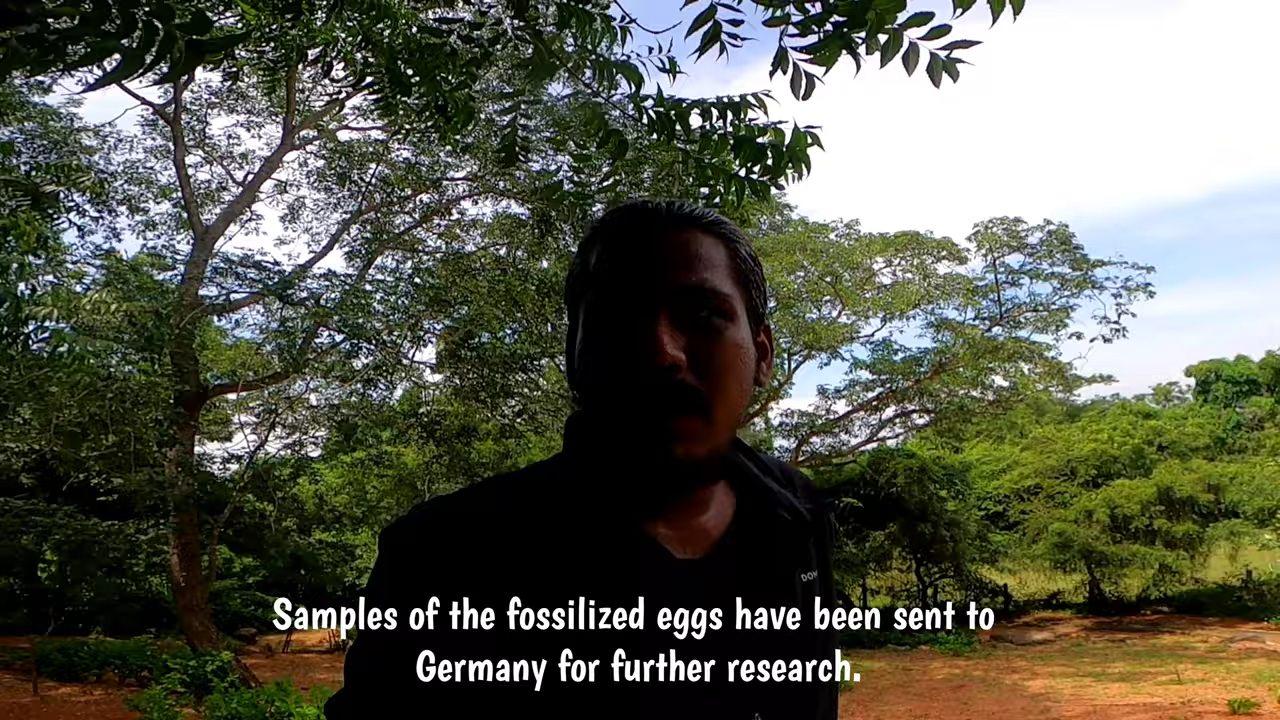 Samples of the fossilized eggs have been sent to
Germany for further research.